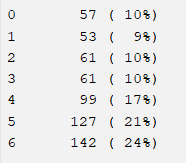 0 57 ( 10%)
1 53 ( 9%)
2 61 ( 10%)
3 61 ( 10%)
4 99 ( 17%)
5 127 ( 21%)
6 142 ( 24%)